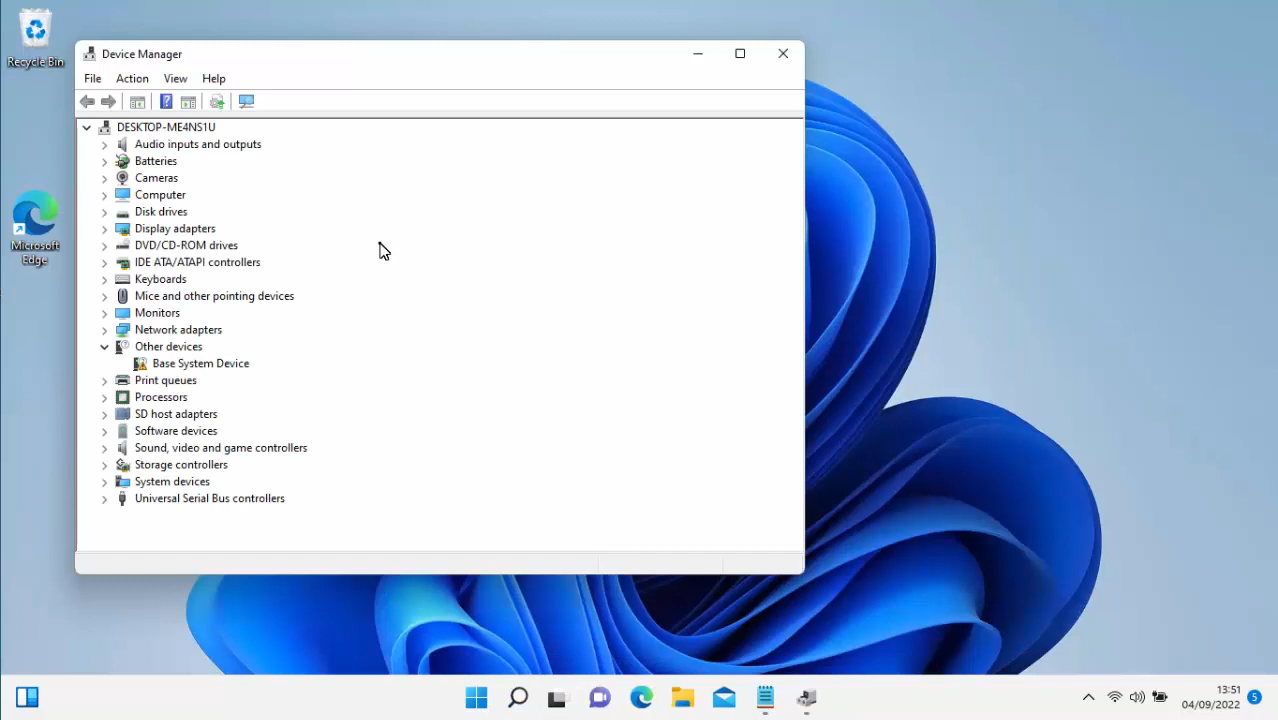 Recycle Bin
Microsoft
Edge
Device Manager
File Action View Help
DESKTOP-ME4NS1U
Audio inputs and outputs
Batteries
Cameras
Computer
Disk drives
Display adapters
DVD/CD-ROM drives
IDE ATA/ATAPI controllers
Keyboards
Mice and other pointing devices
Monitors
Network adapters
Other devices
Base System Device
Print queues
Processors
SD host adapters
Software devices
Sound, video and game controllers
Storage controllers
System devices
Universal Serial Bus controllers
13:51
04/09/2022
5